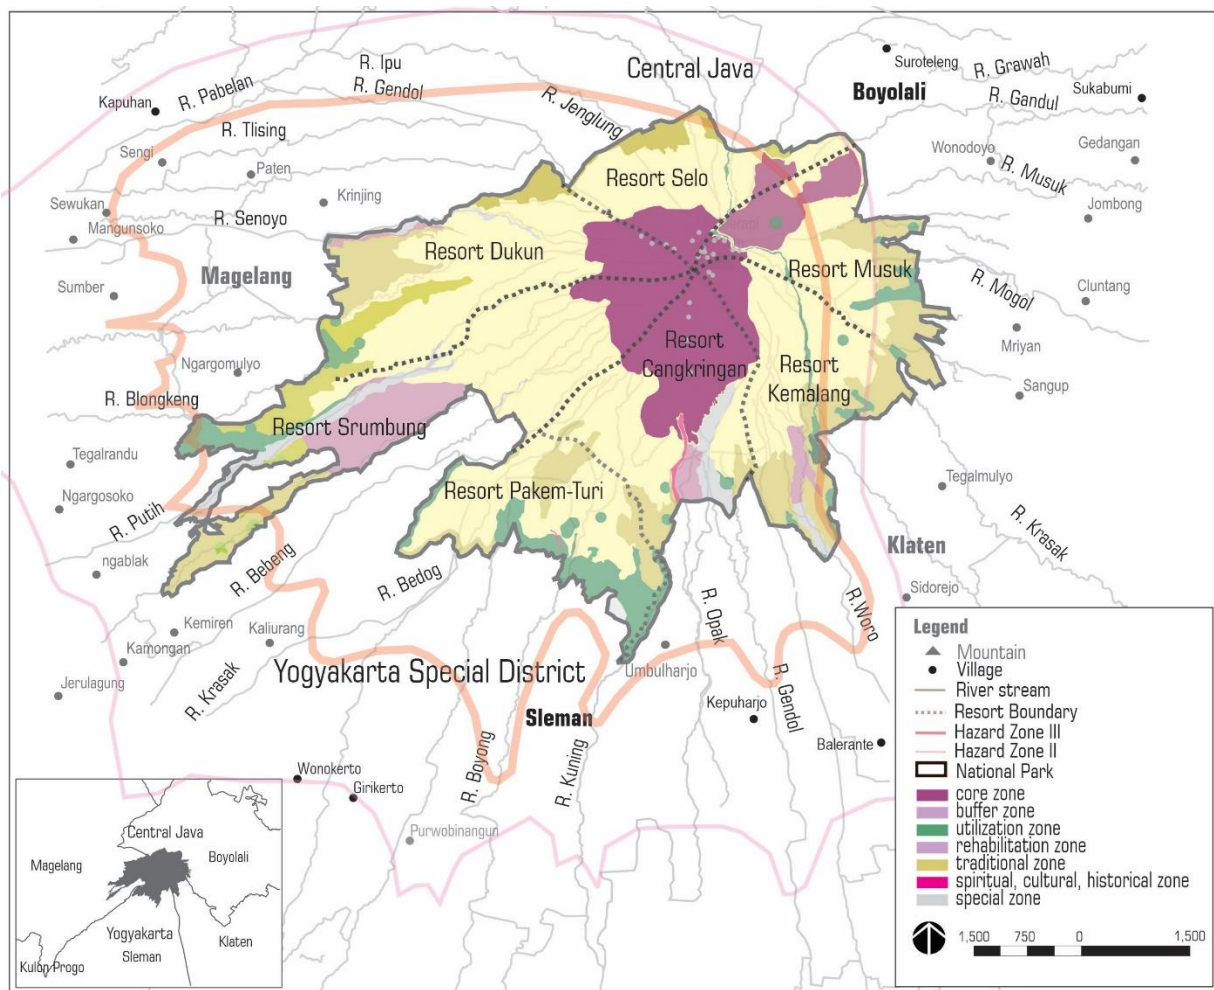 Central Java
Boyolali
Suroteleng
R. Grawah
Sukabumi
R. Gandul
R. Ipu
R. Gendol
R. Pabelan
Kapuhan
R. Jenglung
R. Tlising
Sengi
Paten
Krinjing
Wonodoyo
Gedangan
R. Musuk
Jombong
Resort Selo
Sewukan
Mangunsoko
R. Senoyo
Resort Dukun
Magelang
Resort Musuk
R. Mogol
Cluntang
Sumber
Mriyan
Resort
Cangkringan
Resort
Kemalang
Sangup
Ngargomulyo
R. Blongkeng
Resort Srumbung
Tegalrandu
Ngargosoko
R. Putih
Resort Pakem-Turi
Tegalmulyo
R. Krasak
Klaten
ngablak
R. Bebeng
R. Bedog
R. Opak
R.Woro
Sidorejo
Kemiren
Kaliurang
Kamongan
Jerulagung
R. Krasak
Yogyakarta Special District
Umbulharjo
Sleman
Kepuharjo
R. Gendol
Balerante
R. Boyong
R. Kuning
Wonokerto
Girikerto
Purwobinangun
Legend
Mountain
Village
River stream
Resort Boundary
Hazard Zone III
Hazard Zone II
National Park
core zone
buffer zone
utilization zone
rehabilitation zone
traditional zone
spiritual, cultural, historical zone
special zone
1,500 750 0 1,500
Central Java
Magelang
Boyolali
Yogyakarta
Sleman
Klaten
Kulon Progo